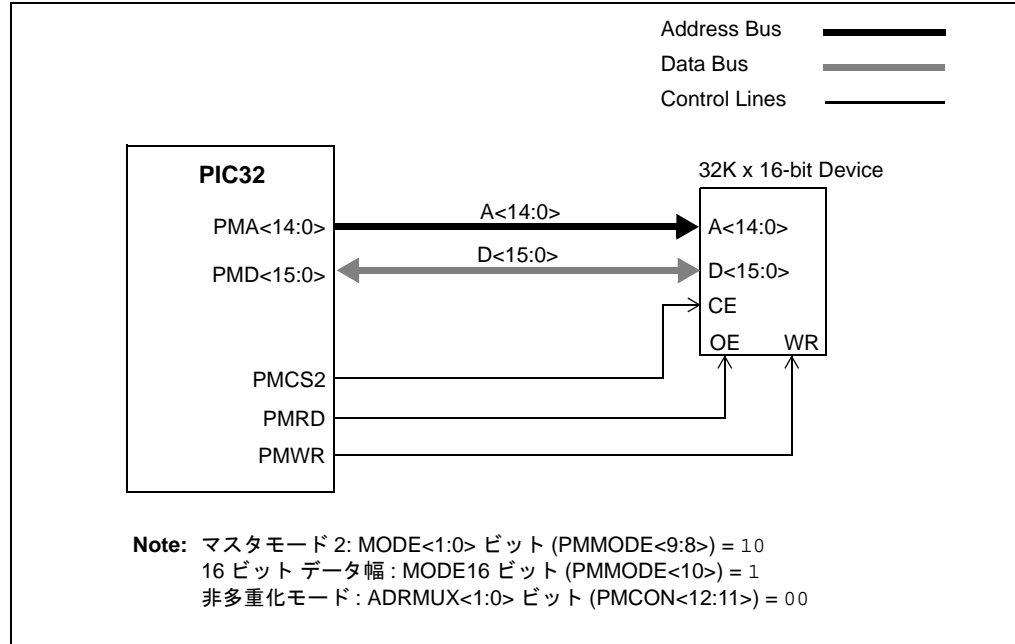 Address Bus
Data Bus
Control Lines
PIC32
32K x 16-bit Device
PMA<14:0>
A<14:0>
A<14:0>
PMD<15:0>
D<15:0>
D<15:0>
CE
OE WR
PMCS2
PMRD
PMWR
Note: マスタモード 2: MODE<1:0> ビット (PMMODE<9:8>) = 10
16 ビット データ幅 : MODE16 ビット (PMMODE<10>) = 1
非多重化モード : ADRMUX<1:0> ビット (PMCON<12:11>) = 00